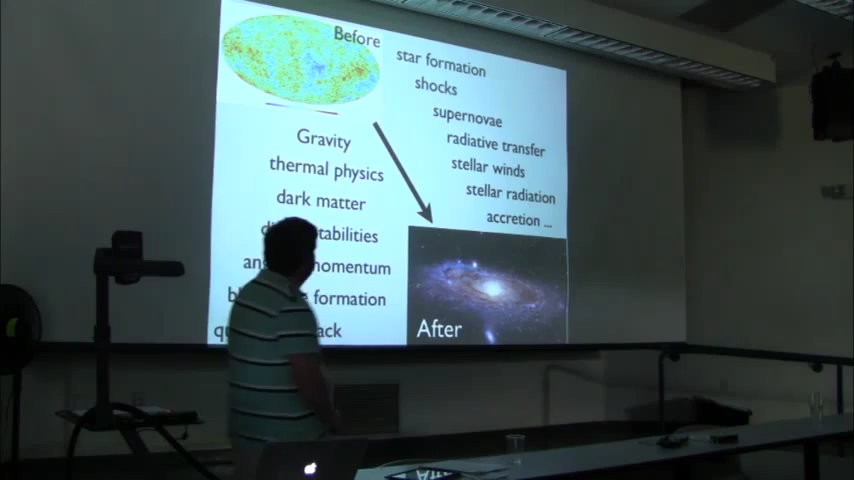 Before
star formation
shocks
supernovae
radiative transfer
stellar winds
stellar radiation
accretion ...
Gravity
thermal physics
dark matter
momentum
formation
After